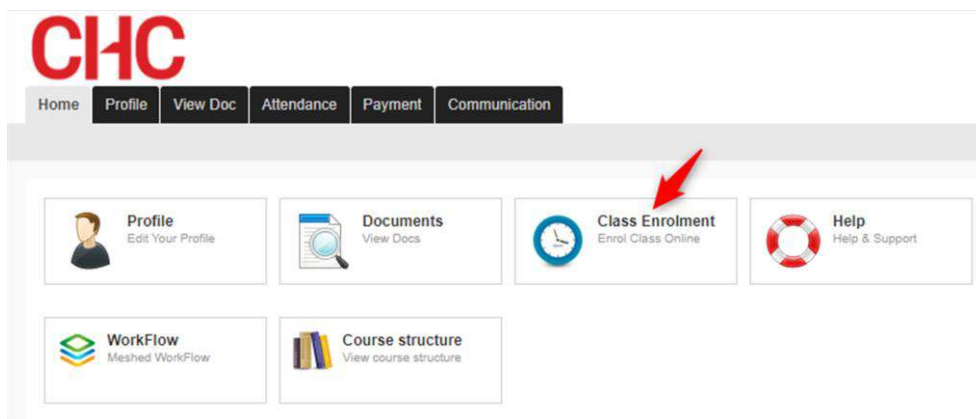 CHC
Home Profile View Doc Attendance Payment Communication
Profile
Edit Your Profile
Documents
View Docs
Class Enrolment
Enrol Class Online
Help
Help & Support
WorkFlow
Meshed WorkFlow
Course structure
View course structure